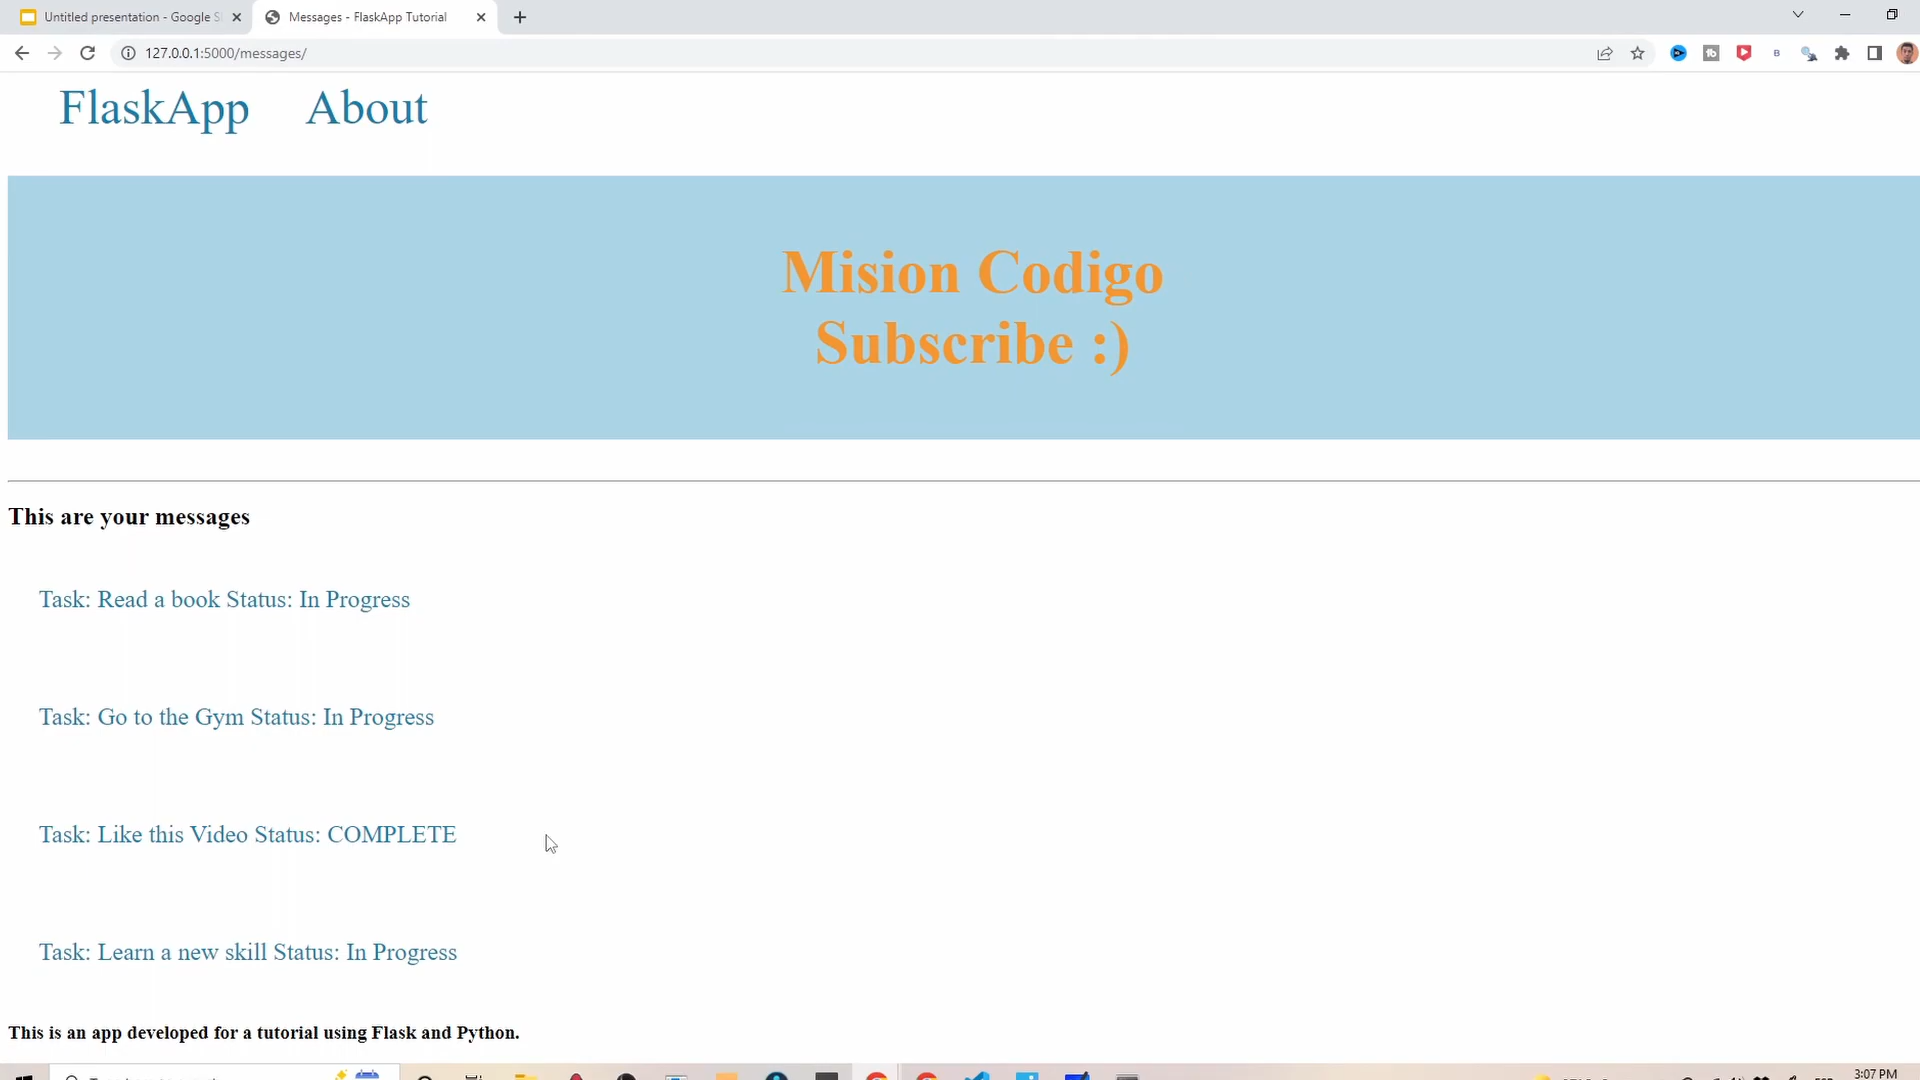 Untitled presentation - Google S
Messages - FlaskApp Tutorial
127.0.0.1:5000/messages/
FlaskApp About
Mision Codigo
Subscribe :)
This are your messages
Task: Read a book Status: In Progress
Task: Go to the Gym Status: In Progress
Task: Like this Video Status: COMPLETE
Task: Learn a new skill Status: In Progress
This is an app developed for a tutorial using Flask and Python.
3:07 PM